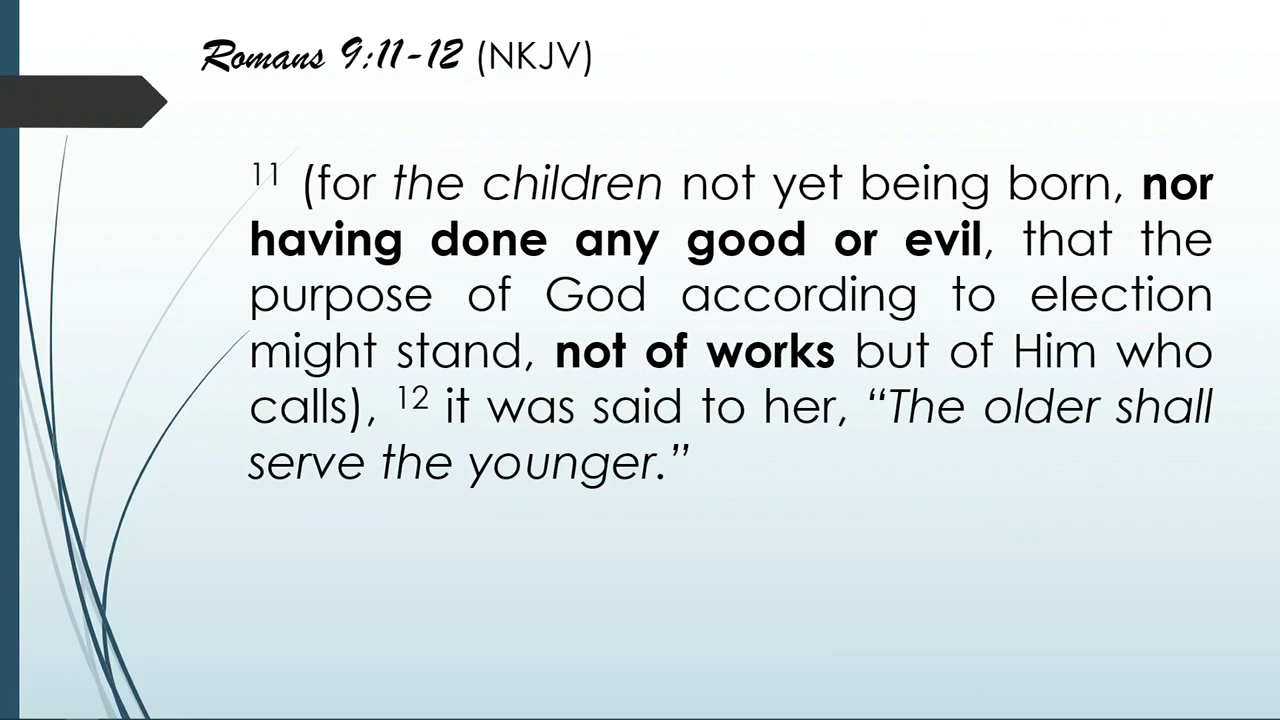 Romans 9:11-12 (NKJV)
11 (for the children not yet being born, nor
having done any good or evil, that the
purpose of God according to election
might stand, not of works but of Him who
calls), 12 it was said to her, “The older shall
serve the younger.”